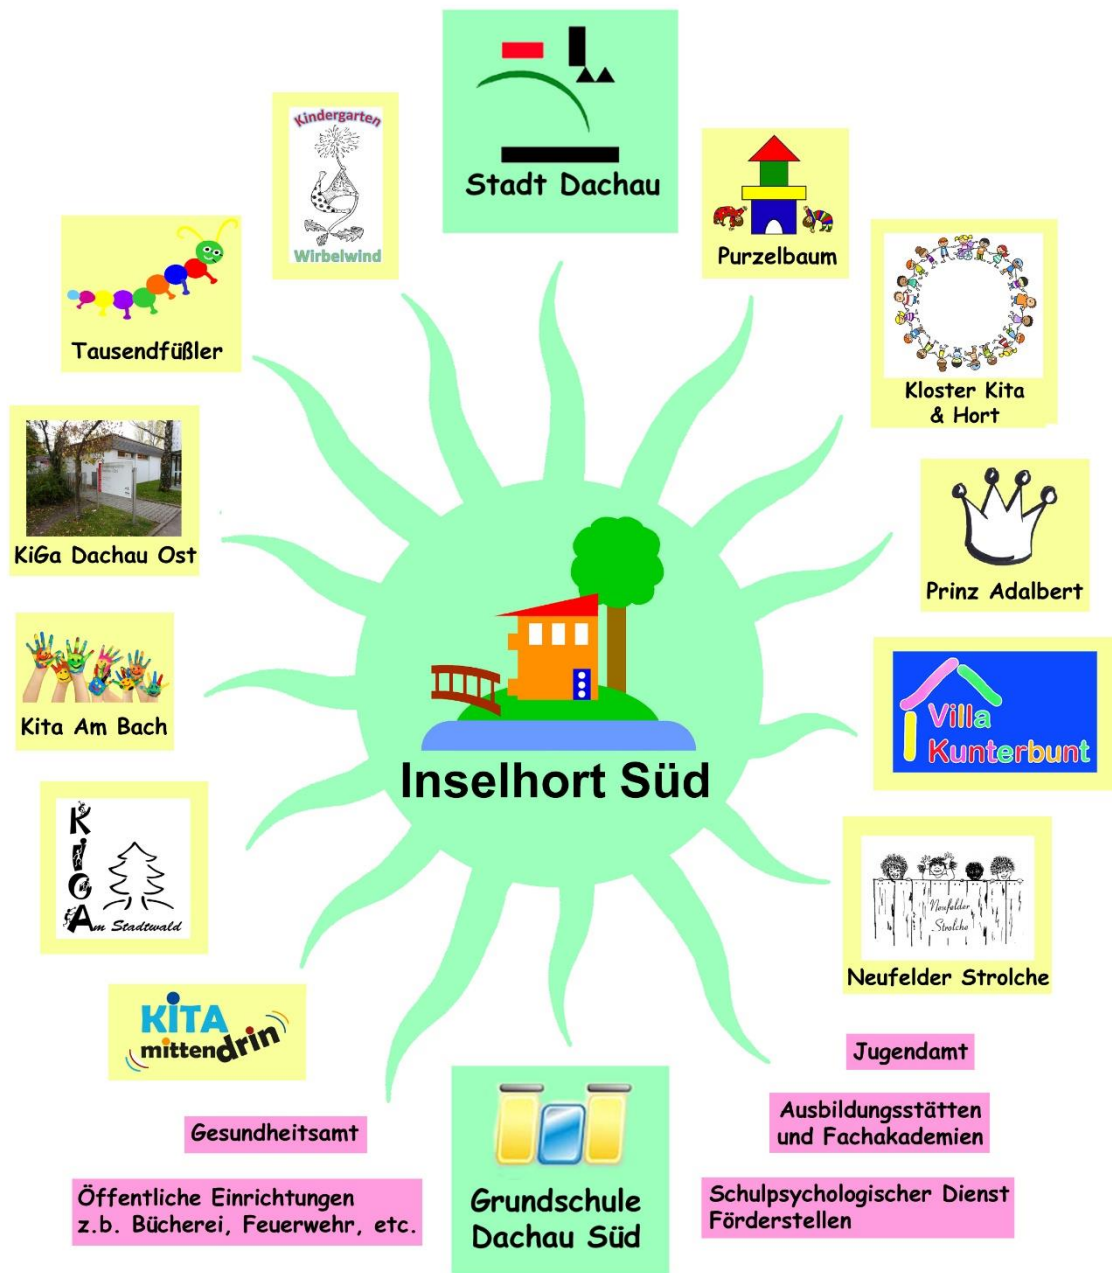 Stadt Dachau
Kindergarten
Wirbelwind
Purzelbaum
Tausendfüßler
Kloster Kita
& Hort
KiGa Dachau Ost
Prinz Adalbert
Kita Am Bach
Villa
Kunterbunt
Inselhort Süd
KiGA
Am Stadtwald
Neufelder
Strolche
Neufelder Strolche
KiTA
mittendrin
Jugendamt
Gesundheitsamt
Ausbildungsstätten
und Fachakademien
Öffentliche Einrichtungen
z.b. Bücherei, Feuerwehr, etc.
Grundschule
Dachau Süd
Schulpsychologischer Dienst
Förderstellen